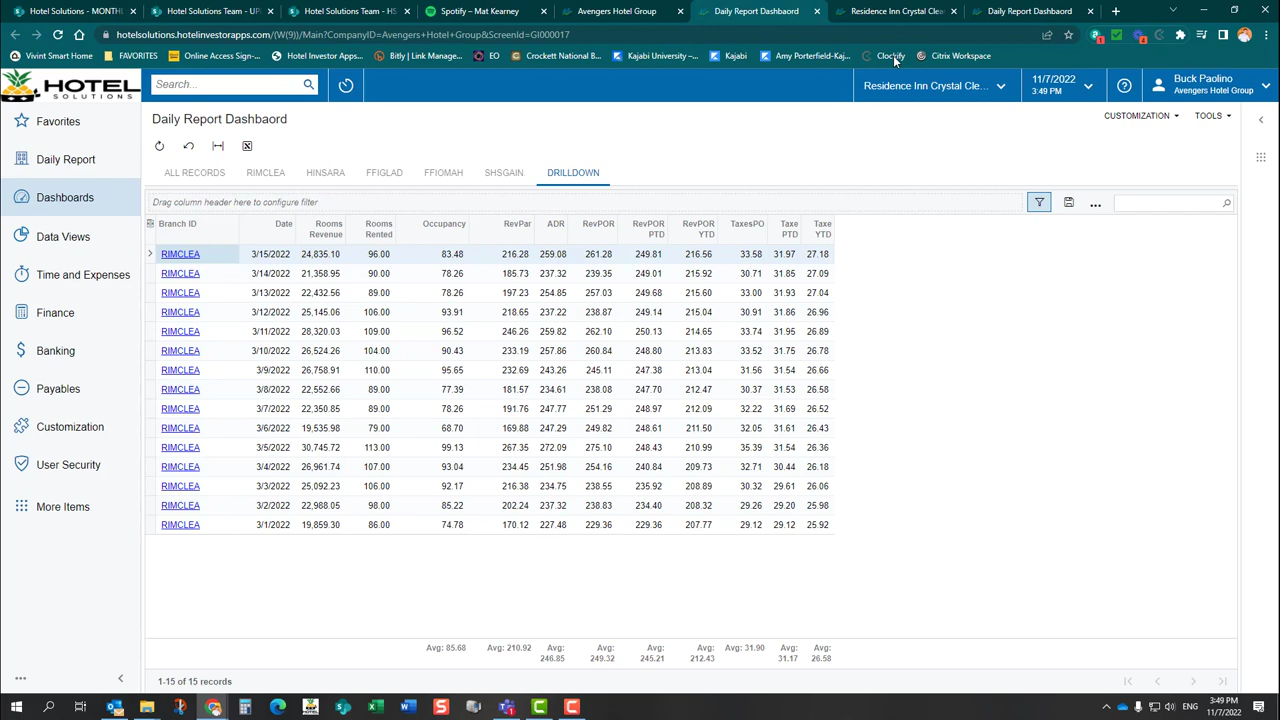 Hotel Solutions - MONTHL
Hotel Solutions Team - UPL
Hotel Solutions Team - HS
Spotify – Mat Kearney
Avengers Hotel Group
Daily Report Dashboard
Residence Inn Crystal Cle
Daily Report Dashboard
hotelsolutions.hotelinvestorapps.com/(W(9))/Main?CompanyID=Avengers+Hotel+Group&ScreenId=GI000017
Vivint Smart Home
FAVORITES
Online Access Sign-...
Hotel Investor Apps...
Bitly | Link Manage...
EO
Crockett National B...
Kajabi University –...
Kajabi
Amy Porterfield-Kaj...
Clockify
Citrix Workspace
HOTEL
SOLUTIONS
Search...
Residence Inn Crystal Cle...
11/7/2022
3:49 PM
Buck Paolino
Avengers Hotel Group
Favorites
Daily Report
Dashboards
Data Views
Time and Expenses
Finance
Banking
Payables
Customization
User Security
More Items
Daily Report Dashbaord
CUSTOMIZATION
TOOLS
ALL RECORDS RIMCLEA HINSARA FFIGLAD FFIOMAH SHSGAIN DRILLDOWN
Drag column header here to configure filter
Branch ID Date Rooms Revenue Rooms Rented Occupancy RevPar ADR RevPOR RevPOR PTD RevPOR YTD TaxesPO Taxe PTD Taxe YTD
RIMCLEA 3/15/2022 24,835.10 96.00 83.48 216.28 259.08 261.28 249.81 216.56 33.58 31.97 27.18
RIMCLEA 3/14/2022 21,358.95 90.00 78.26 185.73 237.32 239.35 249.01 215.92 30.71 31.85 27.09
RIMCLEA 3/13/2022 22,432.56 89.00 78.26 197.23 254.85 257.03 249.68 215.60 33.00 31.93 27.04
RIMCLEA 3/12/2022 25,145.06 106.00 93.91 218.65 237.22 238.87 249.14 215.04 30.91 31.86 26.96
RIMCLEA 3/11/2022 28,320.03 109.00 96.52 246.26 259.82 262.10 250.13 214.65 33.74 31.95 26.89
RIMCLEA 3/10/2022 26,524.26 104.00 90.43 233.19 257.86 260.84 248.80 213.83 33.52 31.75 26.78
RIMCLEA 3/9/2022 26,758.91 110.00 95.65 232.69 243.26 245.11 247.38 213.04 31.56 31.54 26.66
RIMCLEA 3/8/2022 22,552.66 89.00 77.39 181.57 234.61 238.08 247.70 212.47 30.37 31.53 26.58
RIMCLEA 3/7/2022 22,350.85 89.00 78.26 191.76 247.77 251.29 248.97 212.09 32.22 31.69 26.52
RIMCLEA 3/6/2022 19,535.98 79.00 68.70 169.88 247.29 249.82 248.61 211.50 32.05 31.61 26.43
RIMCLEA 3/5/2022 30,745.72 113.00 99.13 267.35 272.09 275.10 248.43 210.99 35.39 31.54 26.36
RIMCLEA 3/4/2022 26,961.74 107.00 93.04 234.45 251.98 254.16 240.84 209.73 32.71 30.44 26.18
RIMCLEA 3/3/2022 25,092.23 106.00 92.17 216.38 234.75 238.55 235.92 208.89 30.32 29.61 26.06
RIMCLEA 3/2/2022 22,988.05 98.00 85.22 202.24 237.32 238.83 234.40 208.32 29.26 29.20 25.98
RIMCLEA 3/1/2022 19,859.30 86.00 74.78 170.12 227.48 229.36 229.36 207.77 29.12 29.12 25.92
Avg: 85.68 Avg: 210.92 Avg: 246.85 Avg: 249.32 Avg: 245.21 Avg: 212.43 Avg: 31.90 Avg: 31.17 Avg: 26.58
1-15 of 15 records
3:49 PM
11/7/2022